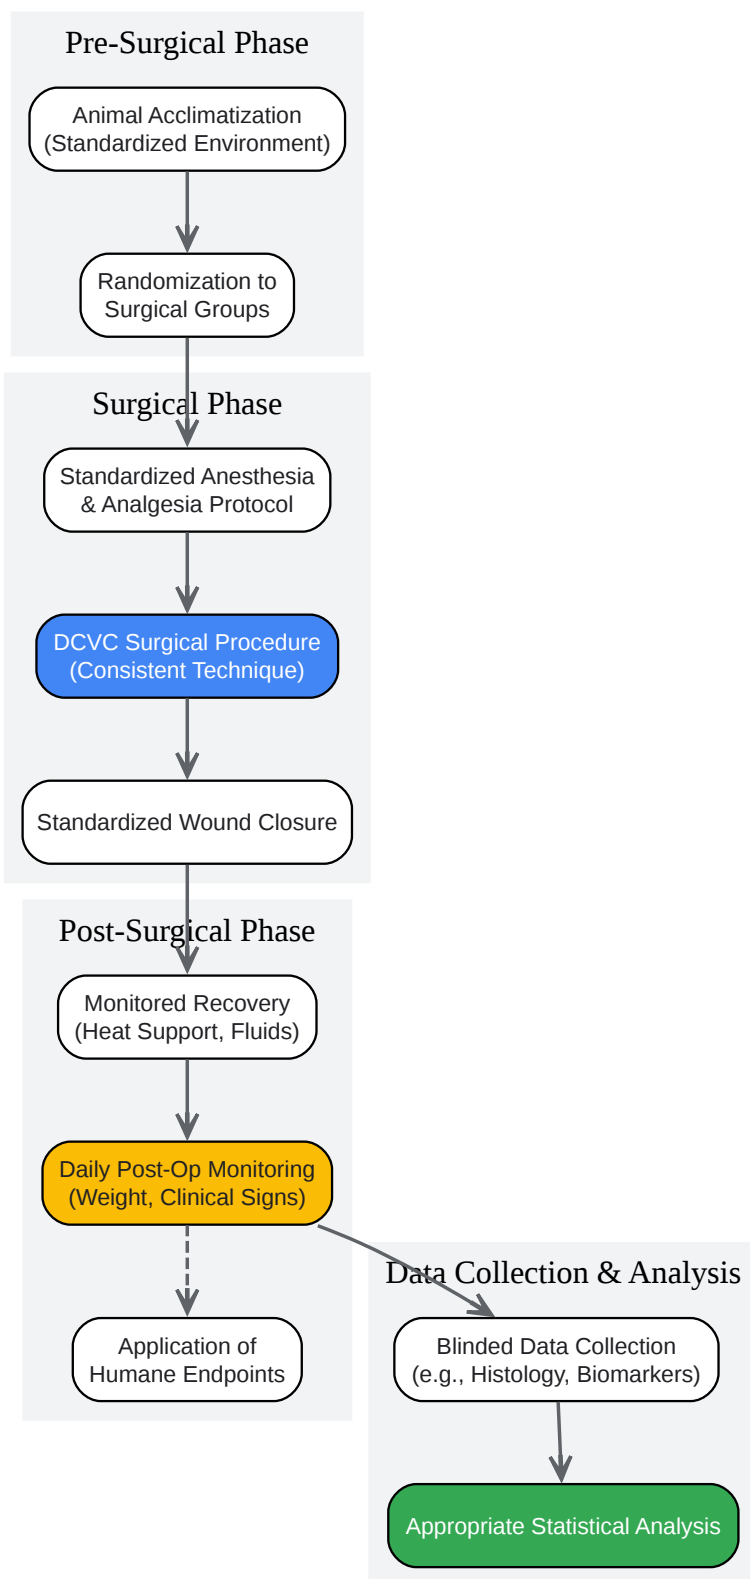 Pre-Surgical Phase
Animal Acclimatization
(Standardized Environment)
Randomization to
Surgical Groups
Surgical Phase
Standardized Anesthesia
& Analgesia Protocol
DCVC Surgical Procedure
(Consistent Technique)
Standardized Wound Closure
Post-Surgical Phase
Monitored Recovery
(Heat Support, Fluids)
Daily Post-Op Monitoring
(Weight, Clinical Signs)
Application of
Humane Endpoints
Data Collection & Analysis
Blinded Data Collection
(e.g., Histology, Biomarkers)
Appropriate Statistical Analysis